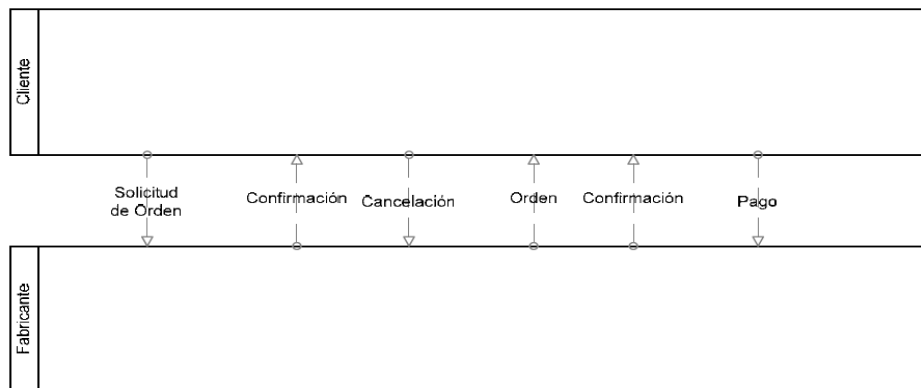 Cliente
Solicitud
de Orden
Confirmación
Cancelación
Orden
Confirmación
Pago
Fabricante